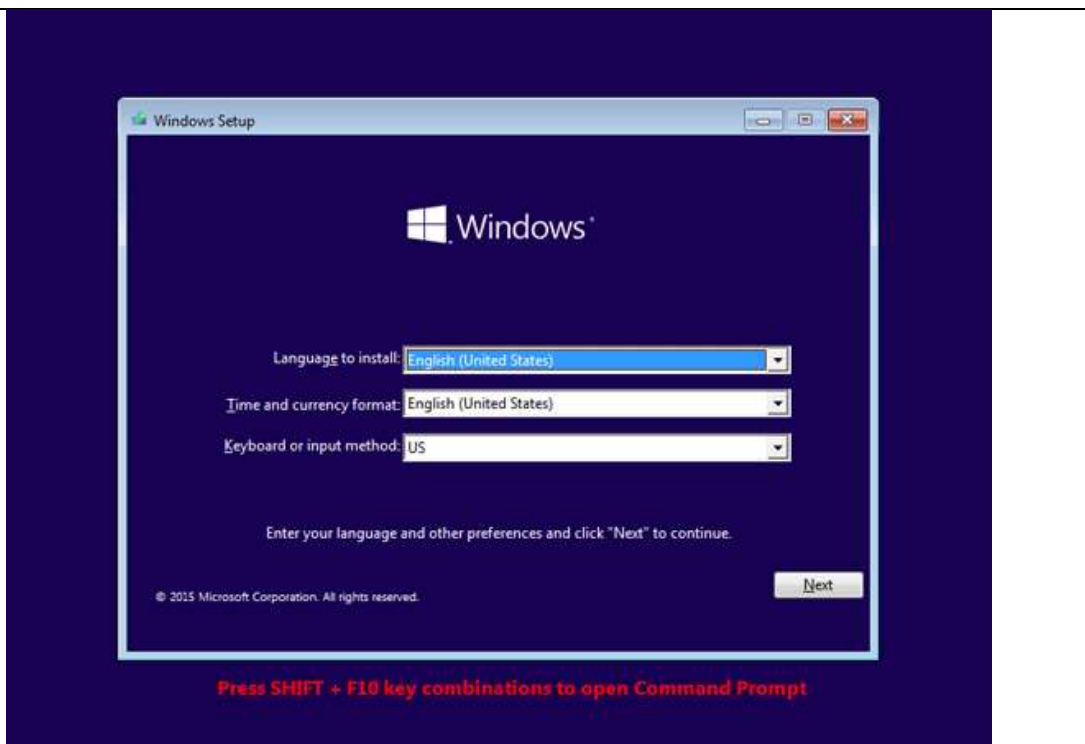 Windows Setup
Windows
Language to install: English (United States)
Time and currency format: English (United States)
Keyboard or input method: US
Enter your language and other preferences and click "Next" to continue.
Next
© 2015 Microsoft Corporation. All rights reserved.
Press SHIFT + F10 key combinations to open Command Prompt